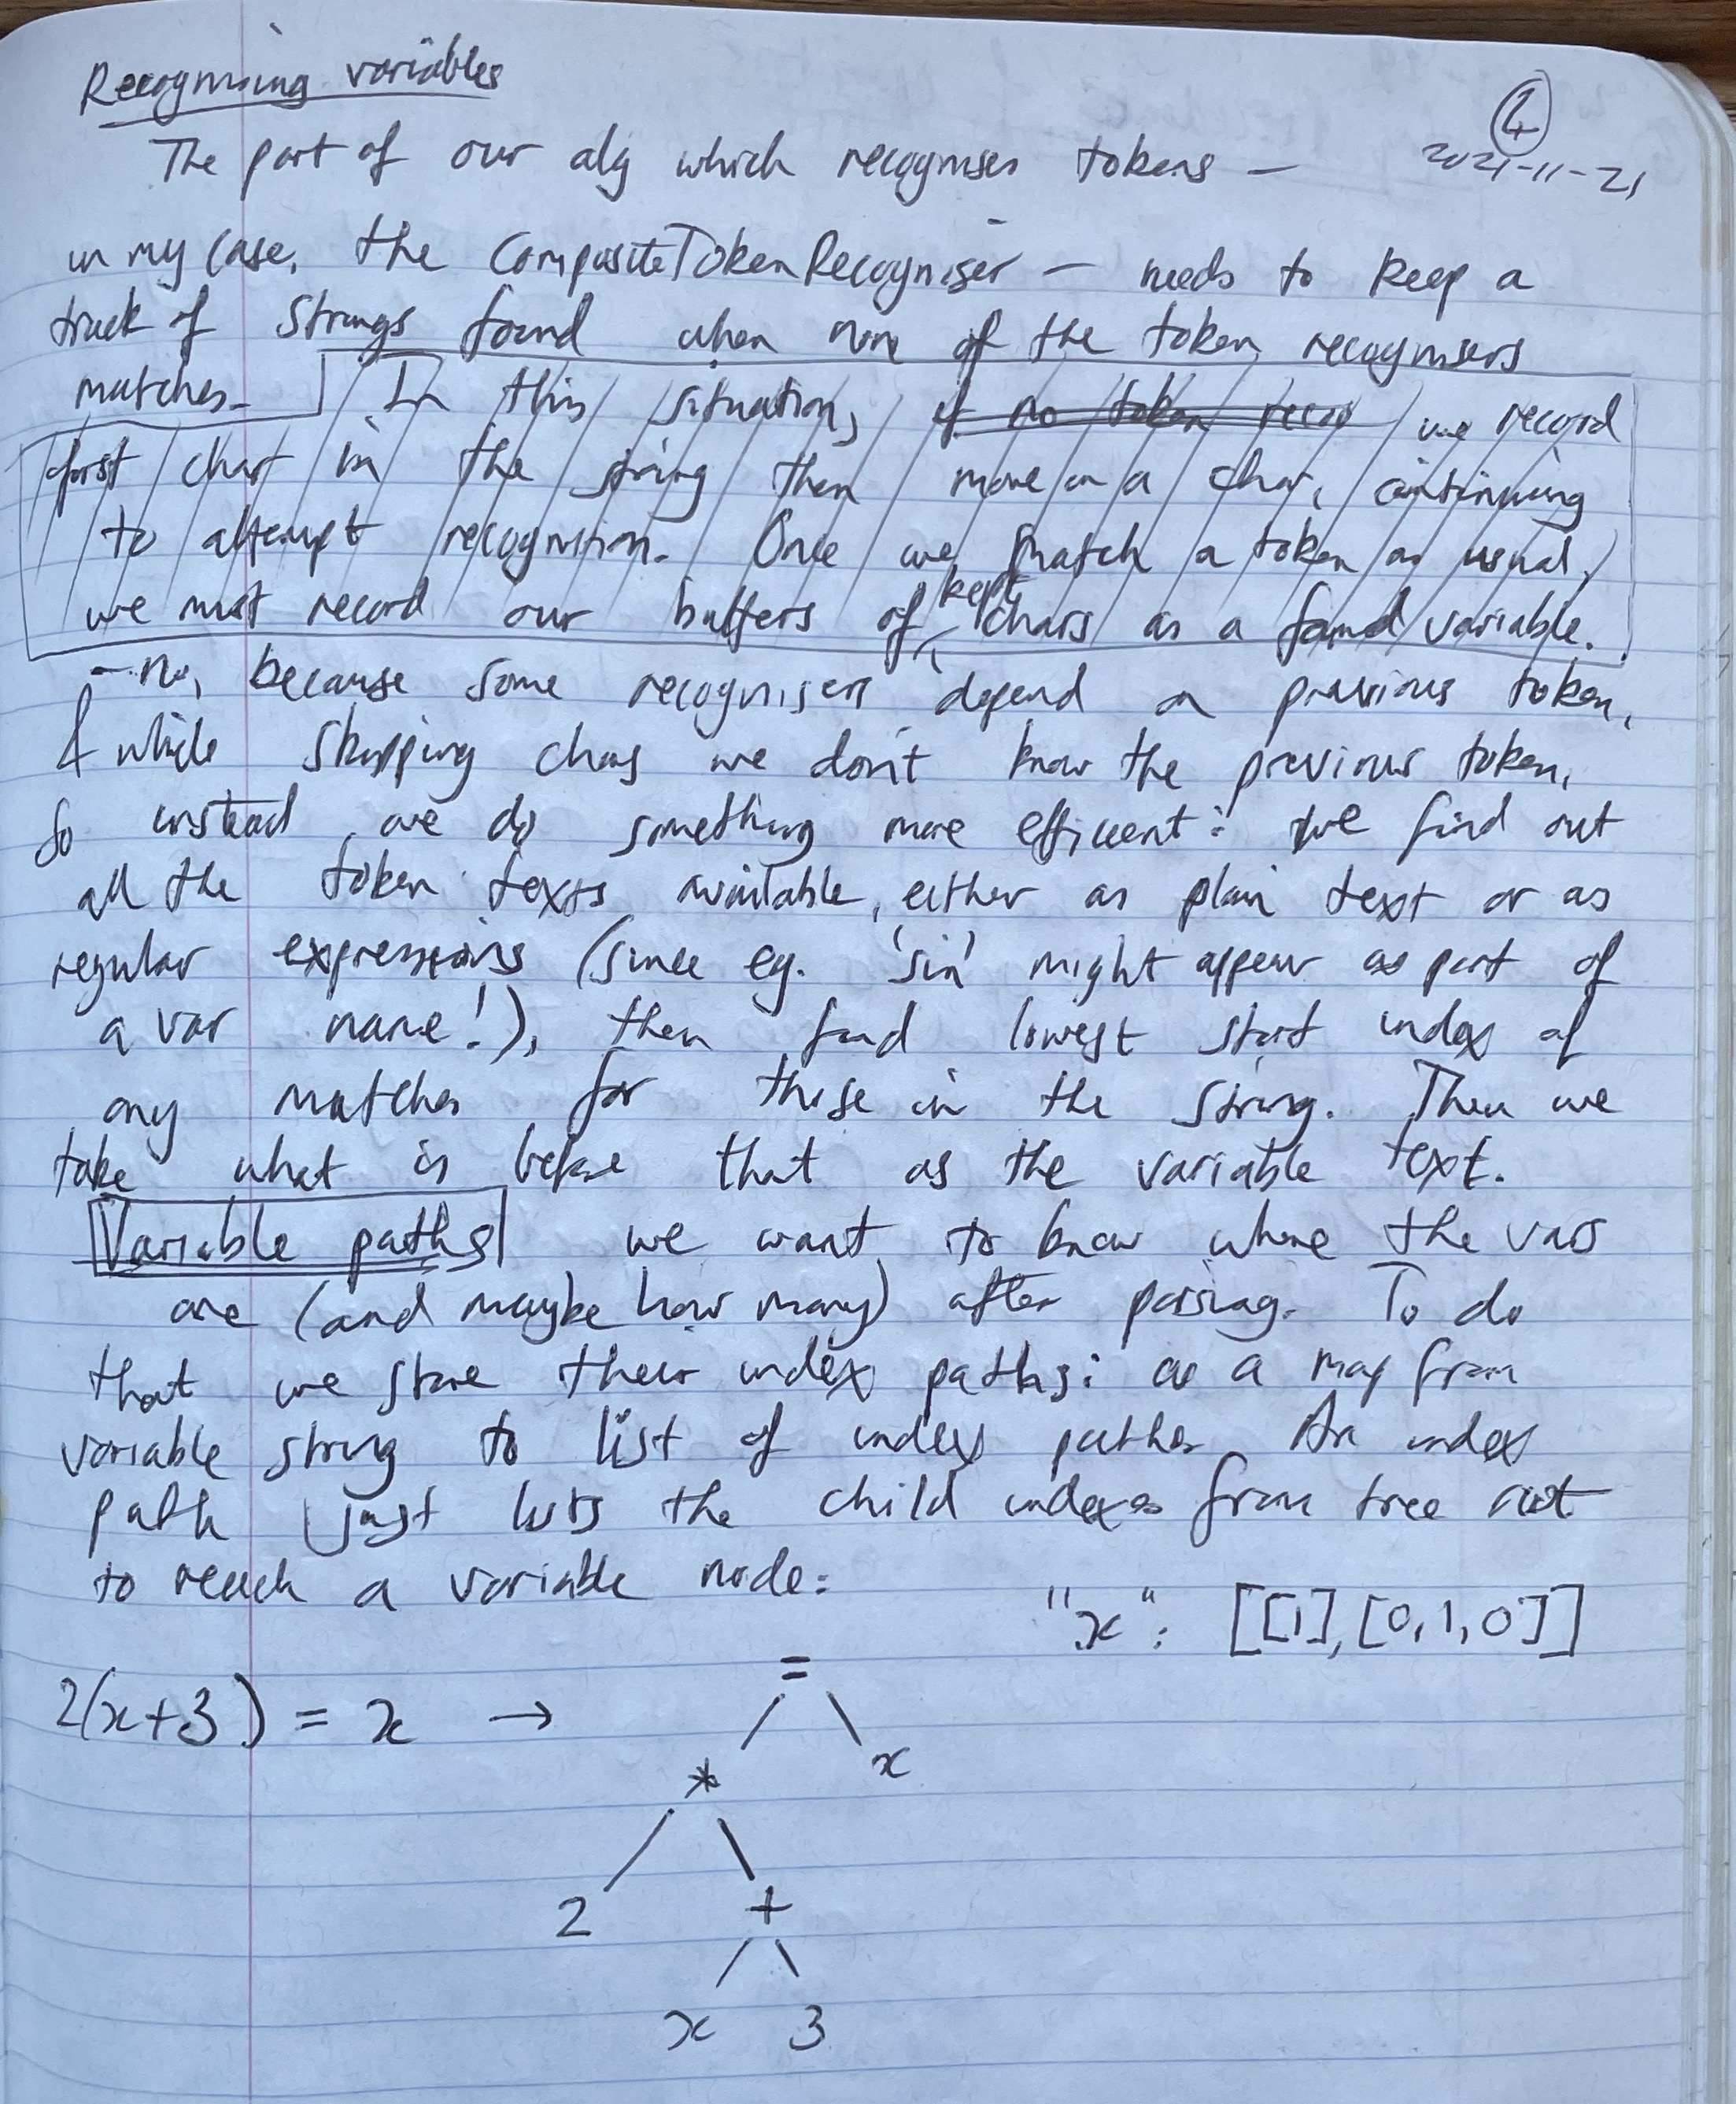 Recognising variables
4
2021-11-21
The part of our alg which recognises tokens —
in my case, the CompositeTokenRecogniser — needs to keep a
track of strings found when none of the token recognisers
matches. In this situation, if no token recog we record
first char in the string then move on a char, continuing
to attempt recognition. Once we match a token as usual,
we must record our buffers of kept chars as a found variable.
– no, because some recognisers depend on previous token,
& while skipping chars we don't know the previous token,
so instead, we do something more efficient: we find out
all the token texts available, either as plain text or as
regular expressions (since eg. 'sin' might appear as part of
a var name!), then find lowest start index of
any matches for these in the string. Then we
take what is before that as the variable text.
Variable paths we want to know where the vars
are (and maybe how many) after parsing. To do
that we store their index paths: as a map from
variable string to list of index paths. An index
path just lists the child indexes from tree root
to reach a variable node:
"x": [[1],[0,1,0]]
2(x+3) = x →
=
* x
2 +
x 3